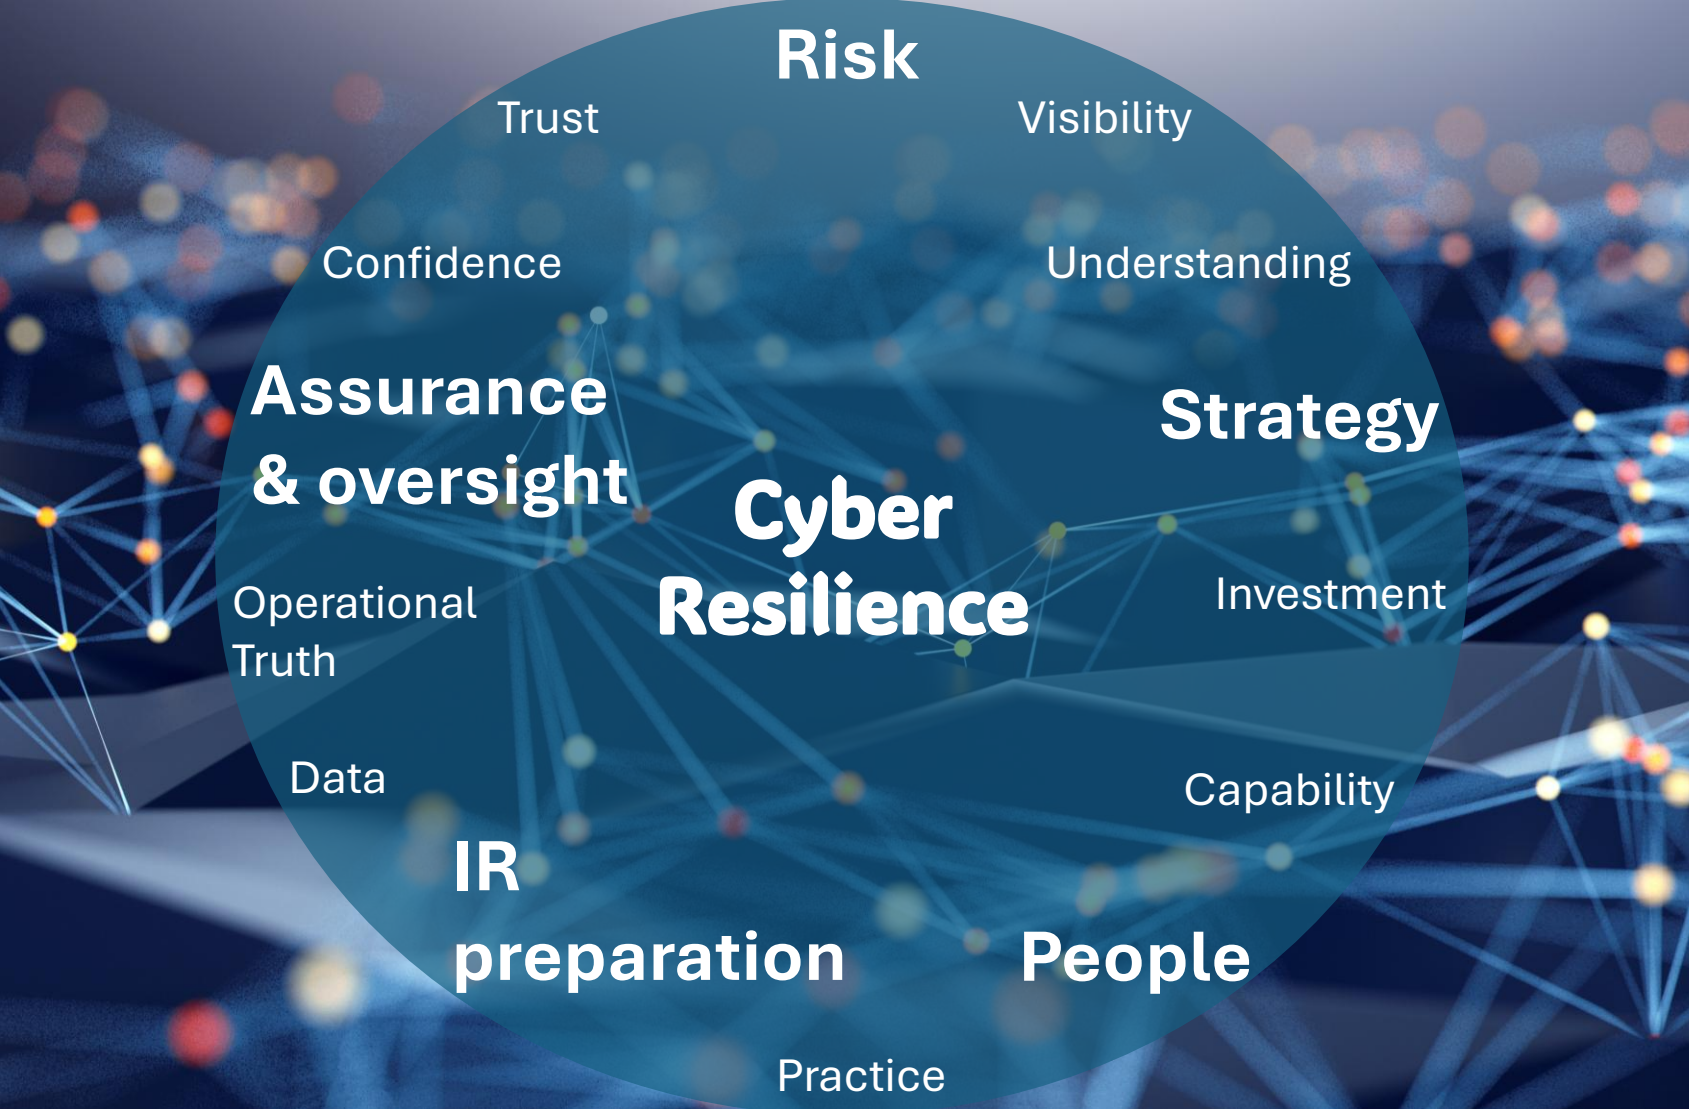 Risk
Trust
Visibility
Confidence
Understanding
Assurance
& oversight
Strategy
Cyber
Resilience
Operational
Truth
Investment
Data
Capability
IR
preparation
People
Practice